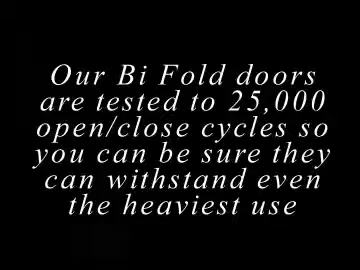 Our Bi Fold doors
are tested to 25,000
open/close cycles so
you can be sure they
can withstand even
the heaviest use